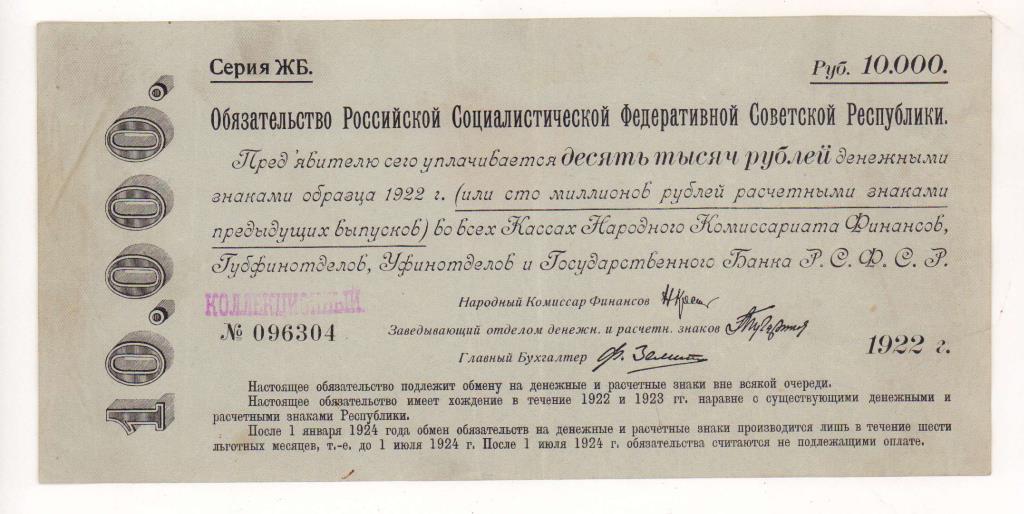 Серия ЖБ.
Руб. 10.000.
10.000.
Обязательство Российской Социалистической Федеративной Советской Республики.
Пред'явителю сего уплачивается десять тысяч рублей денежными
знаками образца 1922 г. (или сто миллионов рублей расчетными знаками
предыдущих выпусков) во всех Кассах Народного Комиссариата Финансов,
Губфинотделов, Уфинотделов и Государственного Банка Р. С. Ф. С. Р.
КОЛЛЕКЦИОННЫЙ
Народный Комиссар Финансов
№ 096304
Заведывающий отделом денежн. и расчетн. знаков
Главный Бухгалтер
1922 г.
Настоящее обязательство подлежит обмену на денежные и расчетные знаки вне всякой очереди.
Настоящее обязательство имеет хождение в течение 1922 и 1923 гг. наравне с существующими денежными и
расчетными знаками Республики.
После 1 января 1924 года обмен обязательств на денежные и расчетные знаки производится лишь в течение шести
льготных месяцев, т.-е. до 1 июля 1924 г. После 1 июля 1924 г. обязательства считаются не подлежащими оплате.